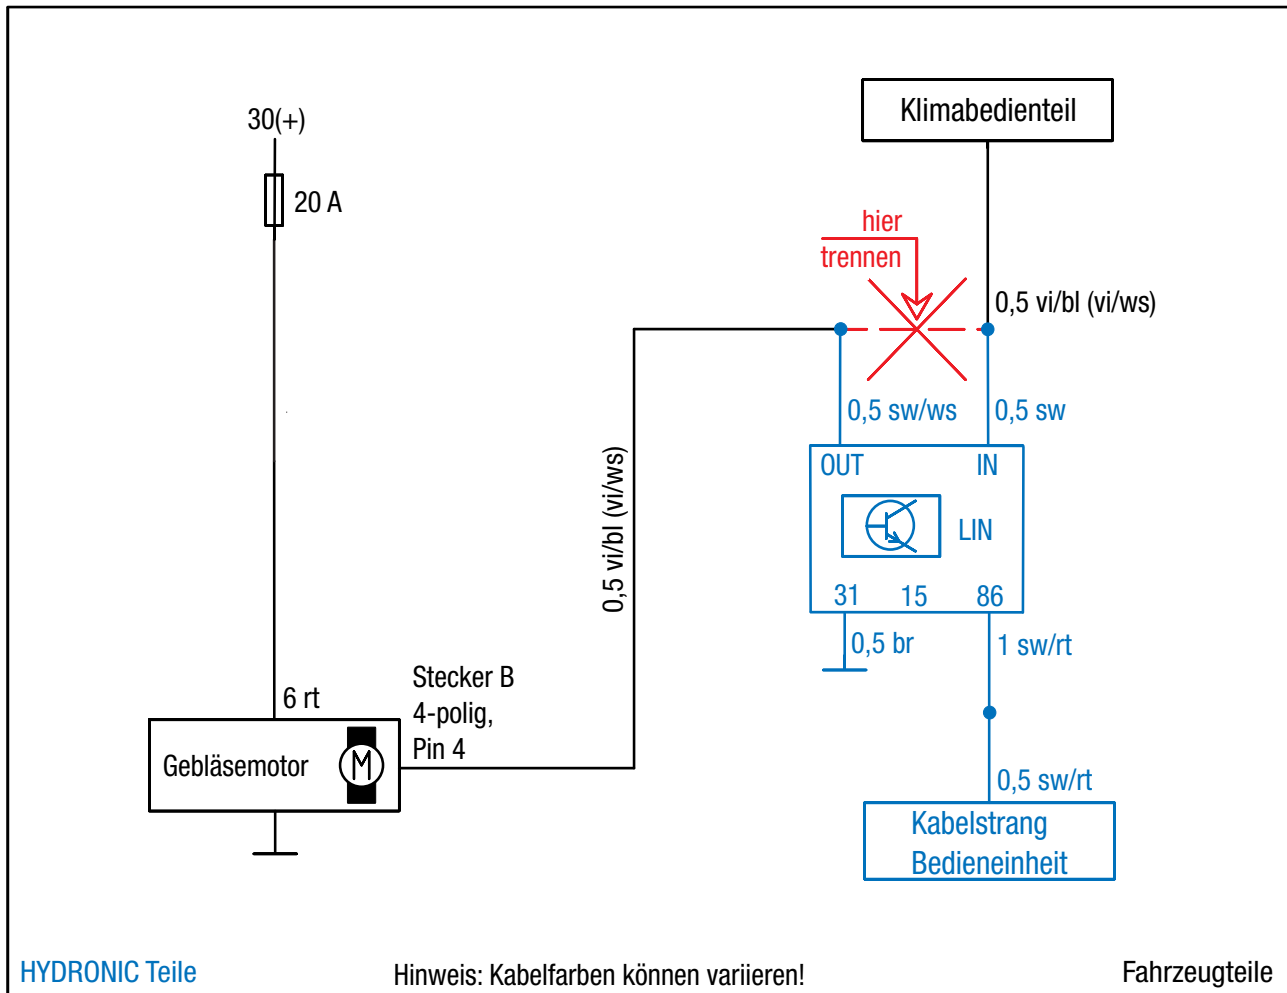 30(+)
20 A
Klimabedienteil
hier
trennen
0,5 vi/bl (vi/ws)
0,5 sw/ws
0,5 sw
OUT
IN
LIN
31
15
86
0,5 br
1 sw/rt
0,5 vi/bl (vi/ws)
Stecker B
4-polig,
Pin 4
6 rt
Gebläsemotor
M
0,5 sw/rt
Kabelstrang
Bedieneinheit
HYDRONIC Teile
Hinweis: Kabelfarben können variieren!
Fahrzeugteile